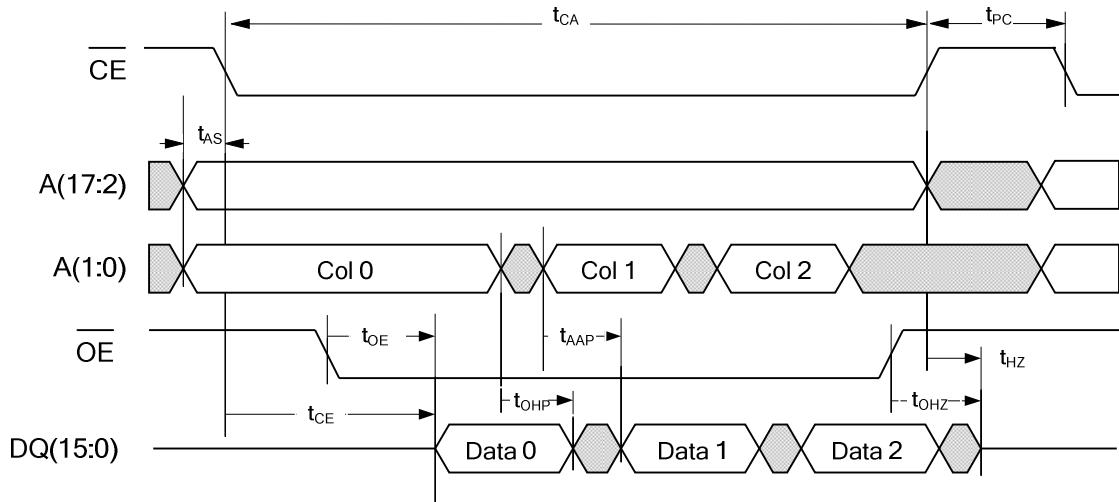 tCA
tPC
CE
tAS
A(17:2)
A(1:0)
Col 0
Col 1
Col 2
OE
tOE
tAAP
tHZ
tOHP
tOHZ
tCE
DQ(15:0)
Data 0
Data 1
Data 2